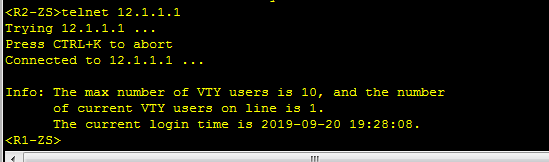 <R2-ZS>telnet 12.1.1.1
Trying 12.1.1.1 ...
Press CTRL+K to abort
Connected to 12.1.1.1 ...

Info: The max number of VTY users is 10, and the number
      of current VTY users on line is 1.
      The current login time is 2019-09-20 19:28:08.
<R1-ZS>